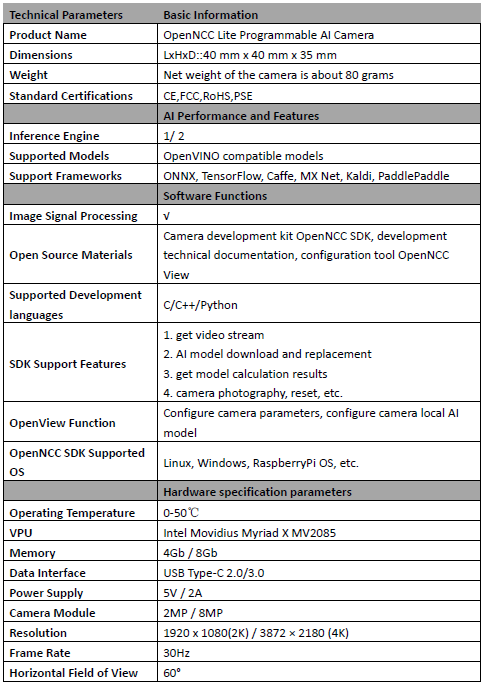 Technical Parameters Basic Information
Product Name OpenNCC Lite Programmable AI Camera
Dimensions LxHxD::40 mm x 40 mm x 35 mm
Weight Net weight of the camera is about 80 grams
Standard Certifications CE,FCC,RoHS,PSE
AI Performance and Features
Inference Engine 1/ 2
Supported Models OpenVINO compatible models
Support Frameworks ONNX, TensorFlow, Caffe, MX Net, Kaldi, PaddlePaddle
Software Functions
Image Signal Processing √
Open Source Materials Camera development kit OpenNCC SDK, development
technical documentation, configuration tool OpenNCC
View
Supported Development
languages C/C++/Python
SDK Support Features 1. get video stream
2. AI model download and replacement
3. get model calculation results
4. camera photography, reset, etc.
OpenView Function Configure camera parameters, configure camera local AI
model
OpenNCC SDK Supported
OS Linux, Windows, RaspberryPi OS, etc.
Hardware specification parameters
Operating Temperature 0-50℃
VPU Intel Movidius Myriad X MV2085
Memory 4Gb / 8Gb
Data Interface USB Type-C 2.0/3.0
Power Supply 5V / 2A
Camera Module 2MP / 8MP
Resolution 1920 x 1080(2K) / 3872 × 2180 (4K)
Frame Rate 30Hz
Horizontal Field of View 60°